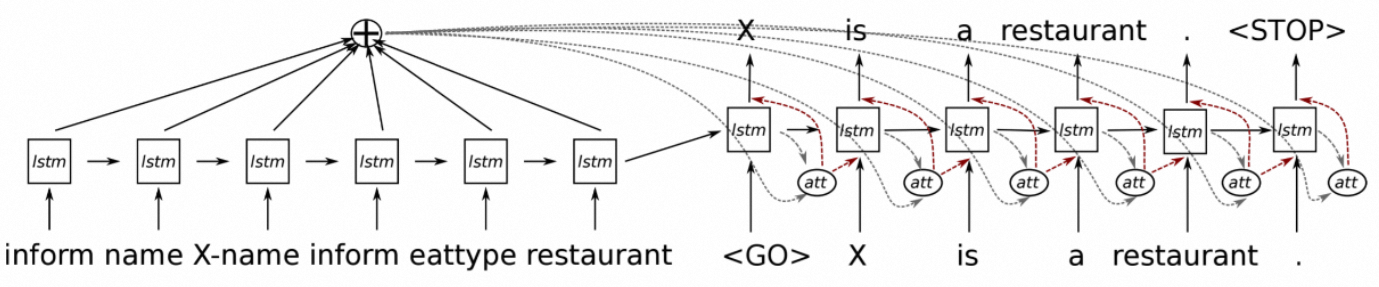 X is a restaurant . <STOP>
lstm lstm lstm lstm lstm lstm
lstm lstm lstm lstm lstm lstm
att att att att att att
inform name X-name inform eattype restaurant <GO> X is a restaurant .